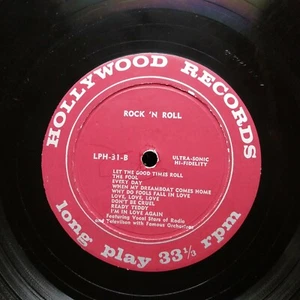 HOLLYWOOD RECORDS
ROCK 'N ROLL
LPH-31-B
ULTRA-SONIC
HI-FIDELITY
LET THE GOOD TIMES ROLL
THE FOUL
EVERY DAY
WHEN MY DREAMBOAT COMES HOME
WHY DO FOOLS FALL IN LOVE
LOVE, LOVE, LOVE
DON'T BE CRUEL
READY TEDDY
I'M IN LOVE AGAIN
Featuring Vocal Stars of Radio
and Television with Famous Orchestras
long play 33⅓ rpm